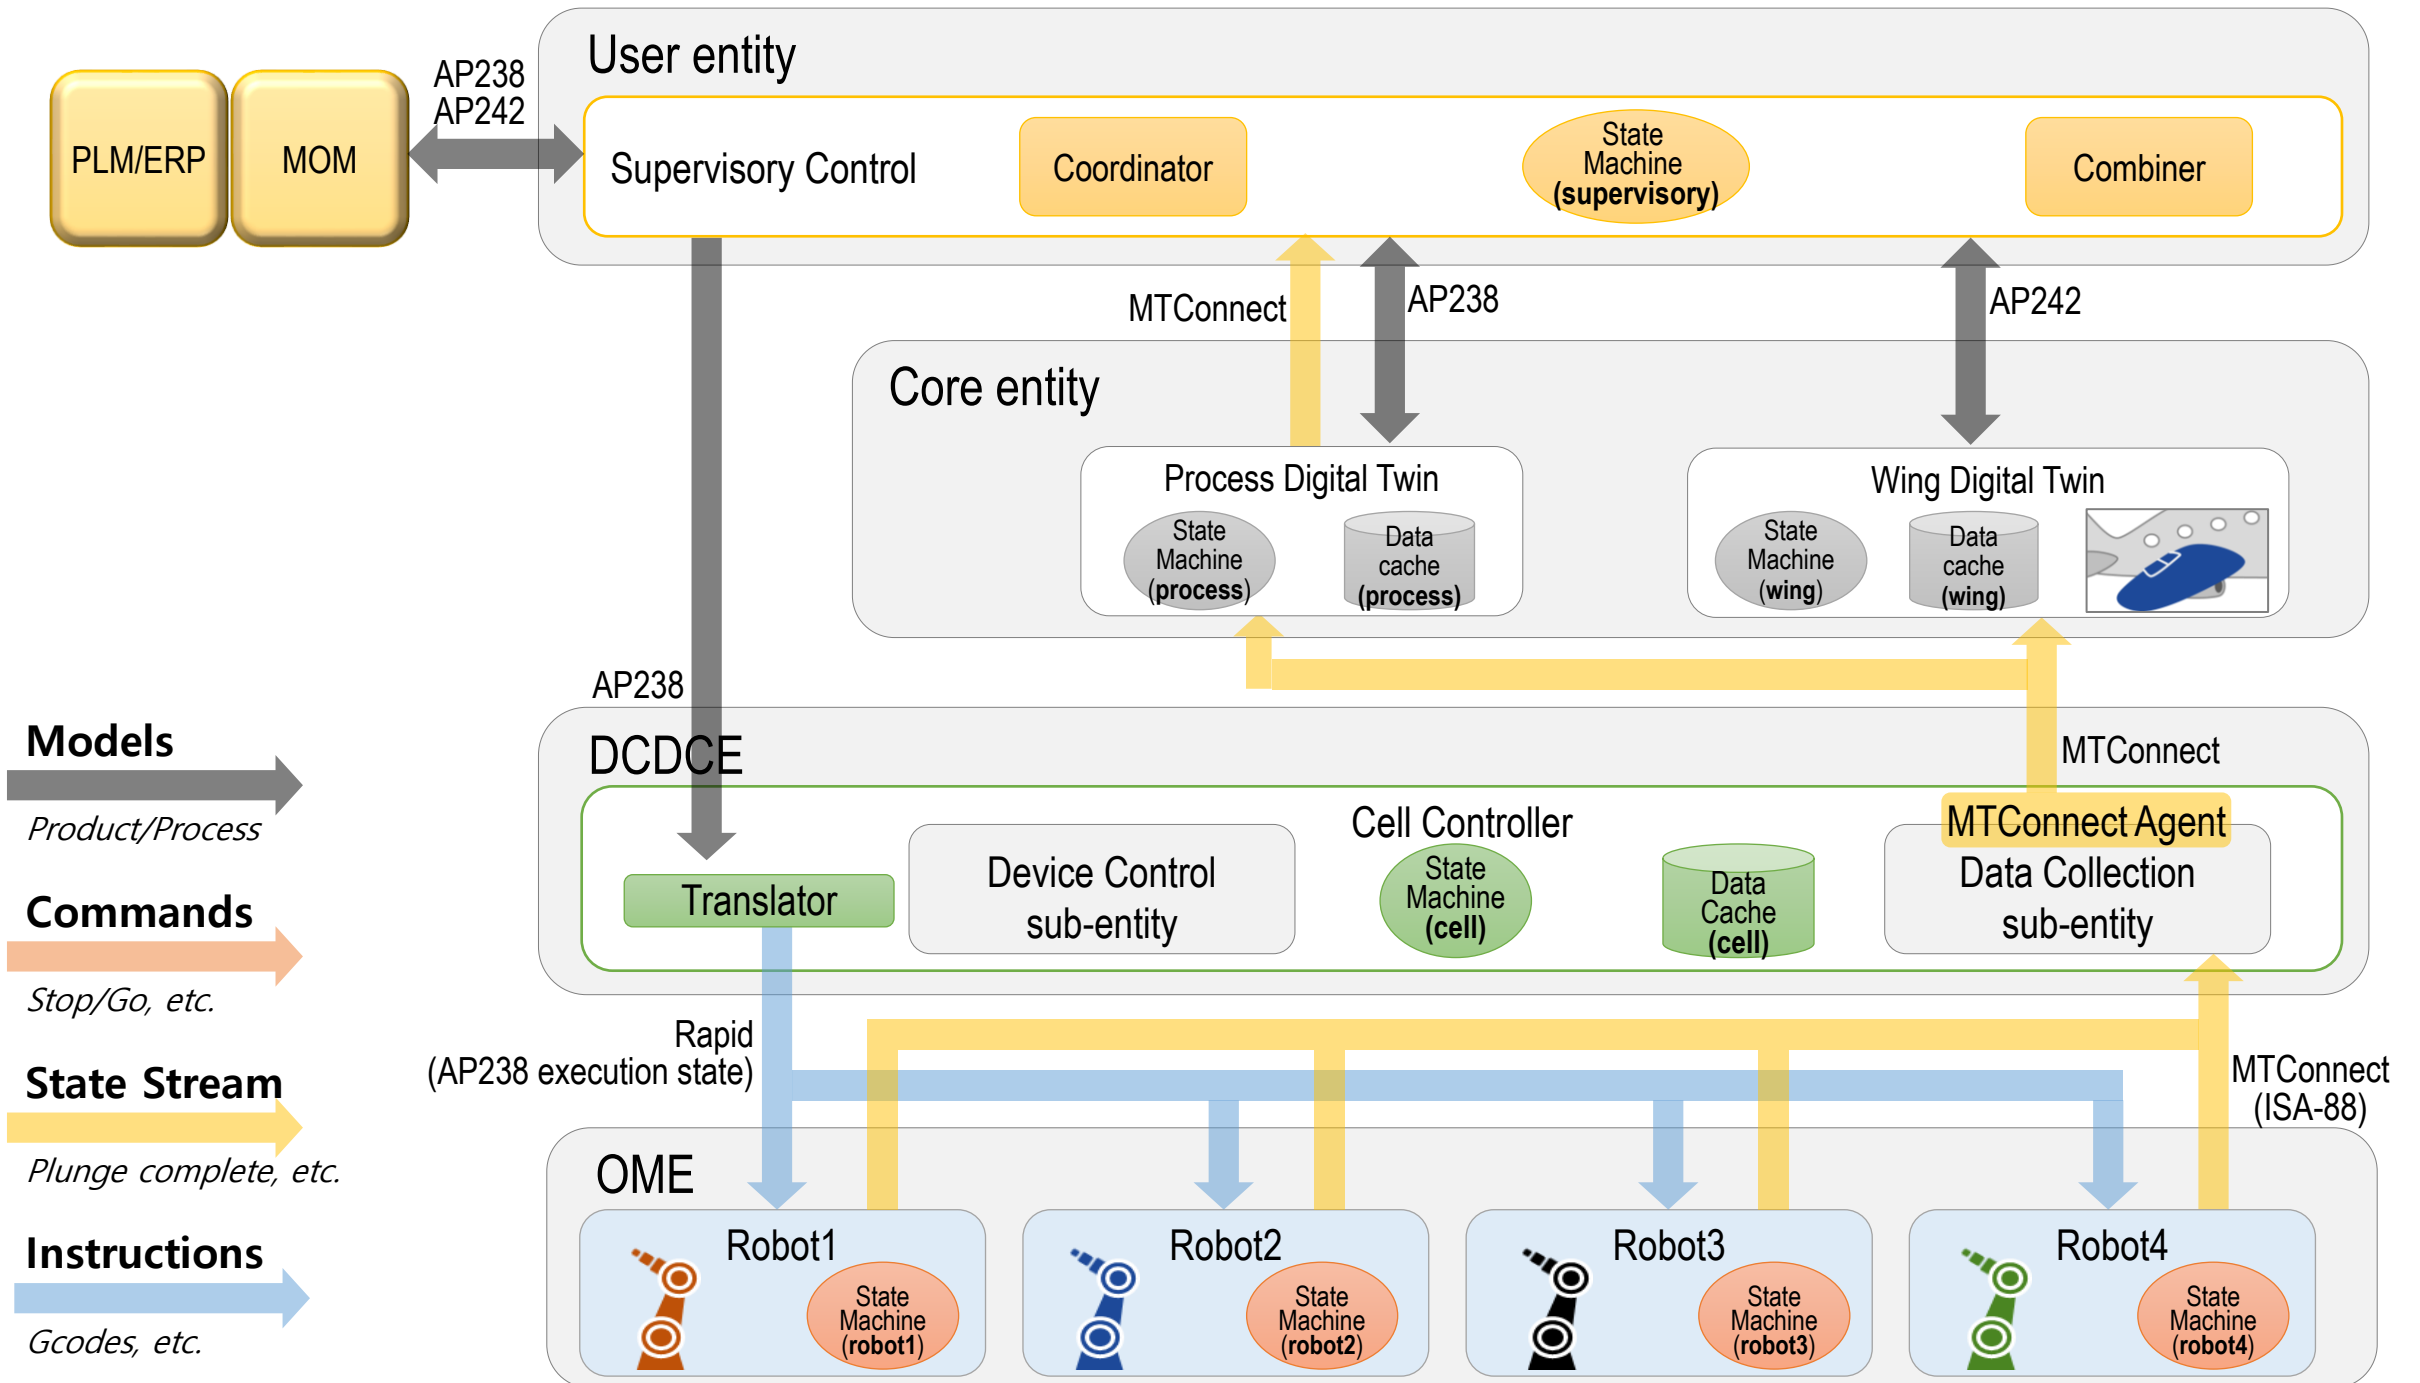 User entity
AP238
AP242
PLM/ERP
MOM
Supervisory Control
Coordinator
State
Machine
(supervisory)
Combiner
MTConnect
AP238
AP242
Core entity
Process Digital Twin
State
Machine
(process)
Data
cache
(process)
Wing Digital Twin
State
Machine
(wing)
Data
cache
(wing)
AP238
MTConnect
DCDCE
Cell Controller
Translator
Device Control
sub-entity
State
Machine
(cell)
Data
Cache
(cell)
MTConnect Agent
Data Collection
sub-entity
Rapid
(AP238 execution state)
MTConnect
(ISA-88)
OME
Robot1
State
Machine
(robot1)
Robot2
State
Machine
(robot2)
Robot3
State
Machine
(robot3)
Robot4
State
Machine
(robot4)
Models
Product/Process
Commands
Stop/Go, etc.
State Stream
Plunge complete, etc.
Instructions
Gcodes, etc.